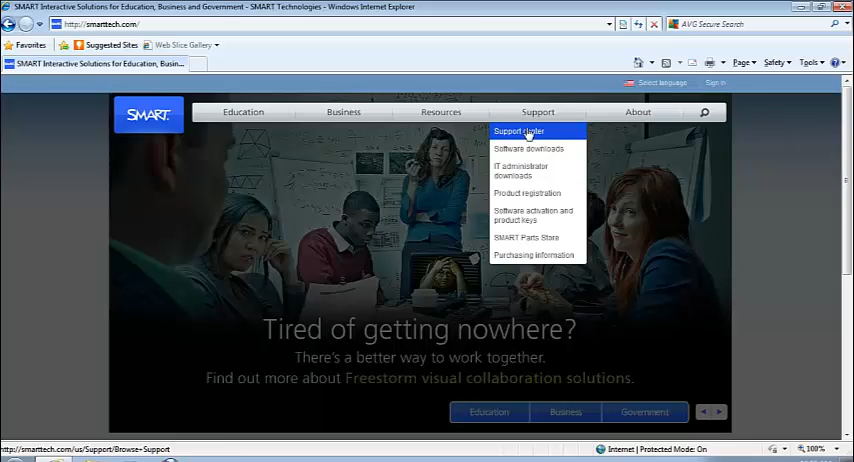 SMART Interactive Solutions for Education, Business and Government - SMART Technologies - Windows Internet Explorer
http://smarttech.com/
AVG Secure Search
Favorites
Suggested Sites
Web Slice Gallery
SMART Interactive Solutions for Education, Busin...
Page
Safety
Tools
Select language
Sign in
SMART
Education
Business
Resources
Support
About
Support center
Software downloads
IT administrator
downloads
Product registration
Software activation and
product keys
SMART Parts Store
Purchasing information
Tired of getting nowhere?
There's a better way to work together.
Find out more about Freestorm visual collaboration solutions.
Education
Business
Government
http://smarttech.com/us/Support/Browse+Support
Internet | Protected Mode: On
100%